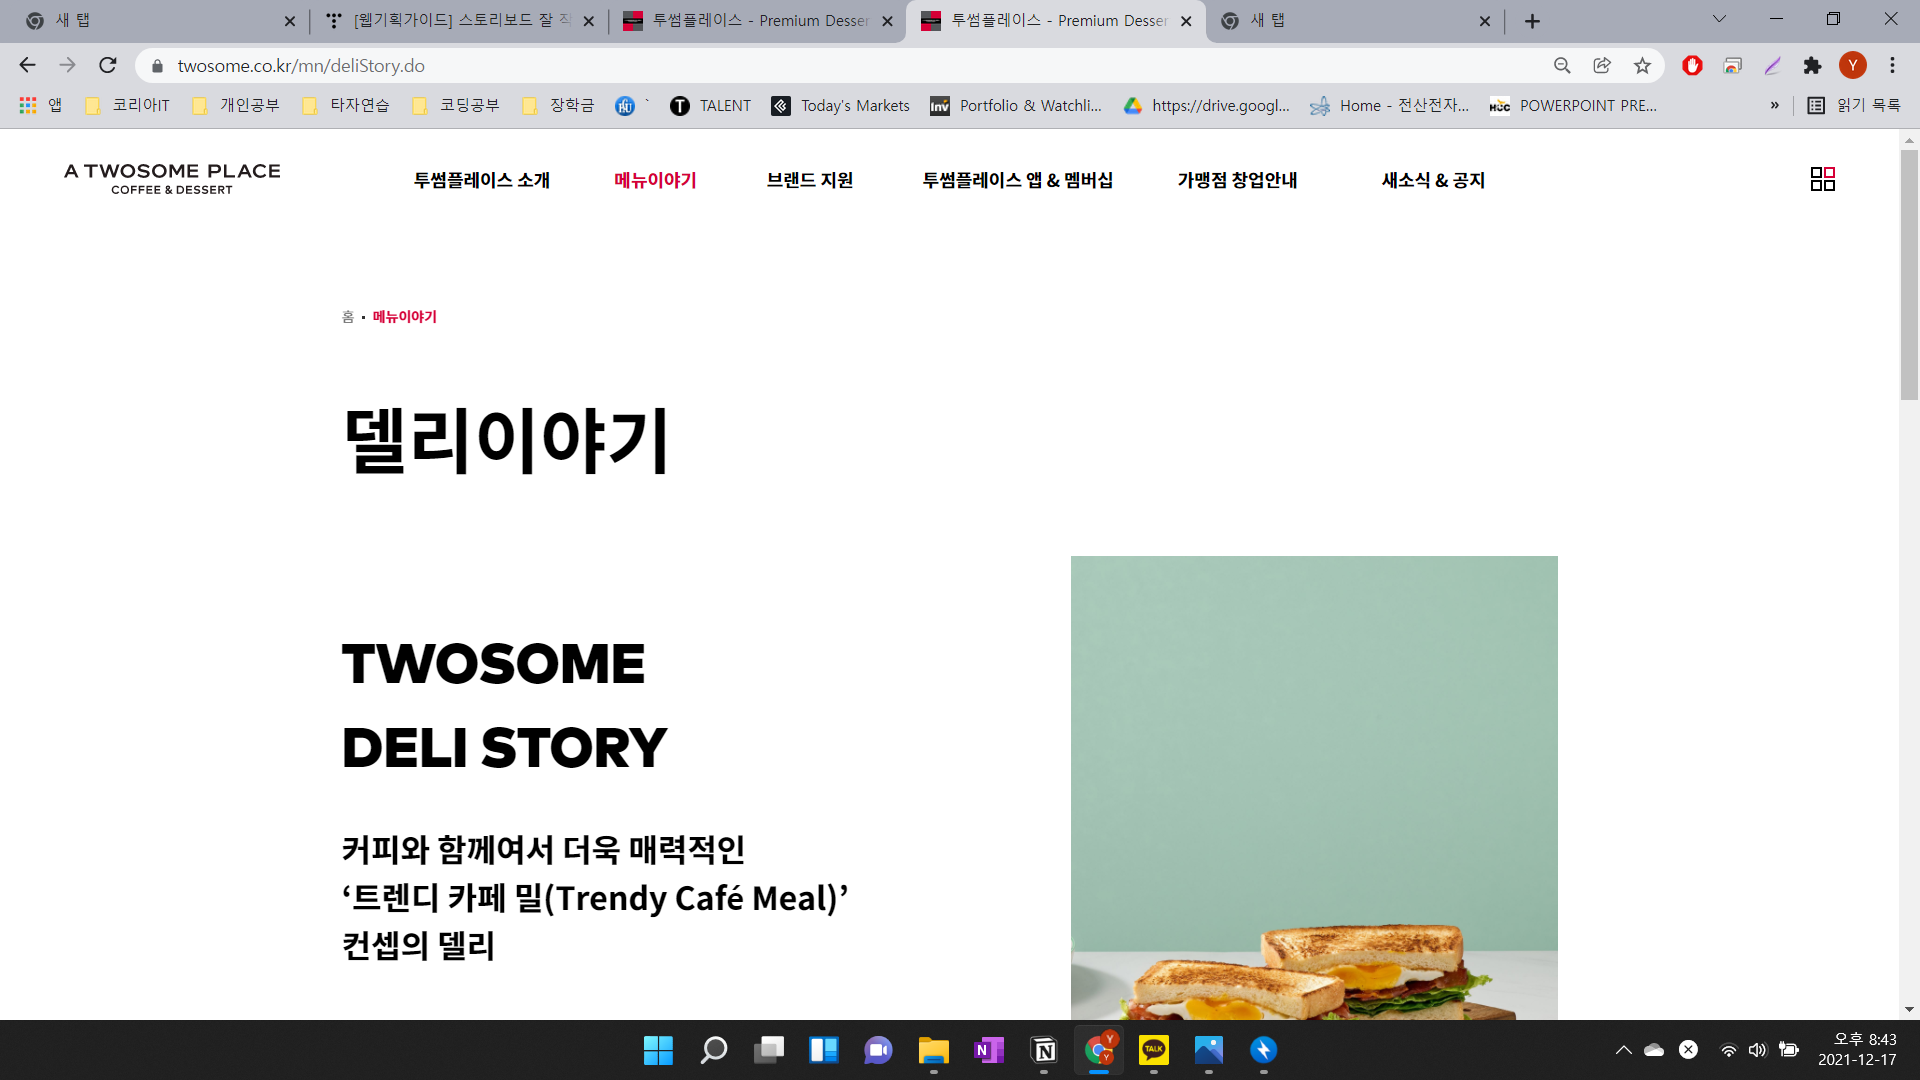 새 탭
[웹기획가이드] 스토리보드 잘 작
투썸플레이스 - Premium Desser
투썸플레이스 - Premium Desser
새 탭
twosome.co.kr/mn/deliStory.do
Y
앱
코리아IT
개인공부
타자연습
코딩공부
장학금
`
TALENT
Today's Markets
Inv
Portfolio & Watchli...
https://drive.googl...
Home - 전산전자...
POWERPOINT PRE...
»
읽기 목록
A TWOSOME PLACE
COFFEE & DESSERT
투썸플레이스 소개
메뉴이야기
브랜드 지원
투썸플레이스 앱 & 멤버십
가맹점 창업안내
새소식 & 공지
홈 ▪ 메뉴이야기
델리이야기
TWOSOME
DELI STORY
커피와 함께여서 더욱 매력적인
‘트렌디 카페 밀(Trendy Café Meal)’
컨셉의 델리
TALK
오후 8:43
2021-12-17